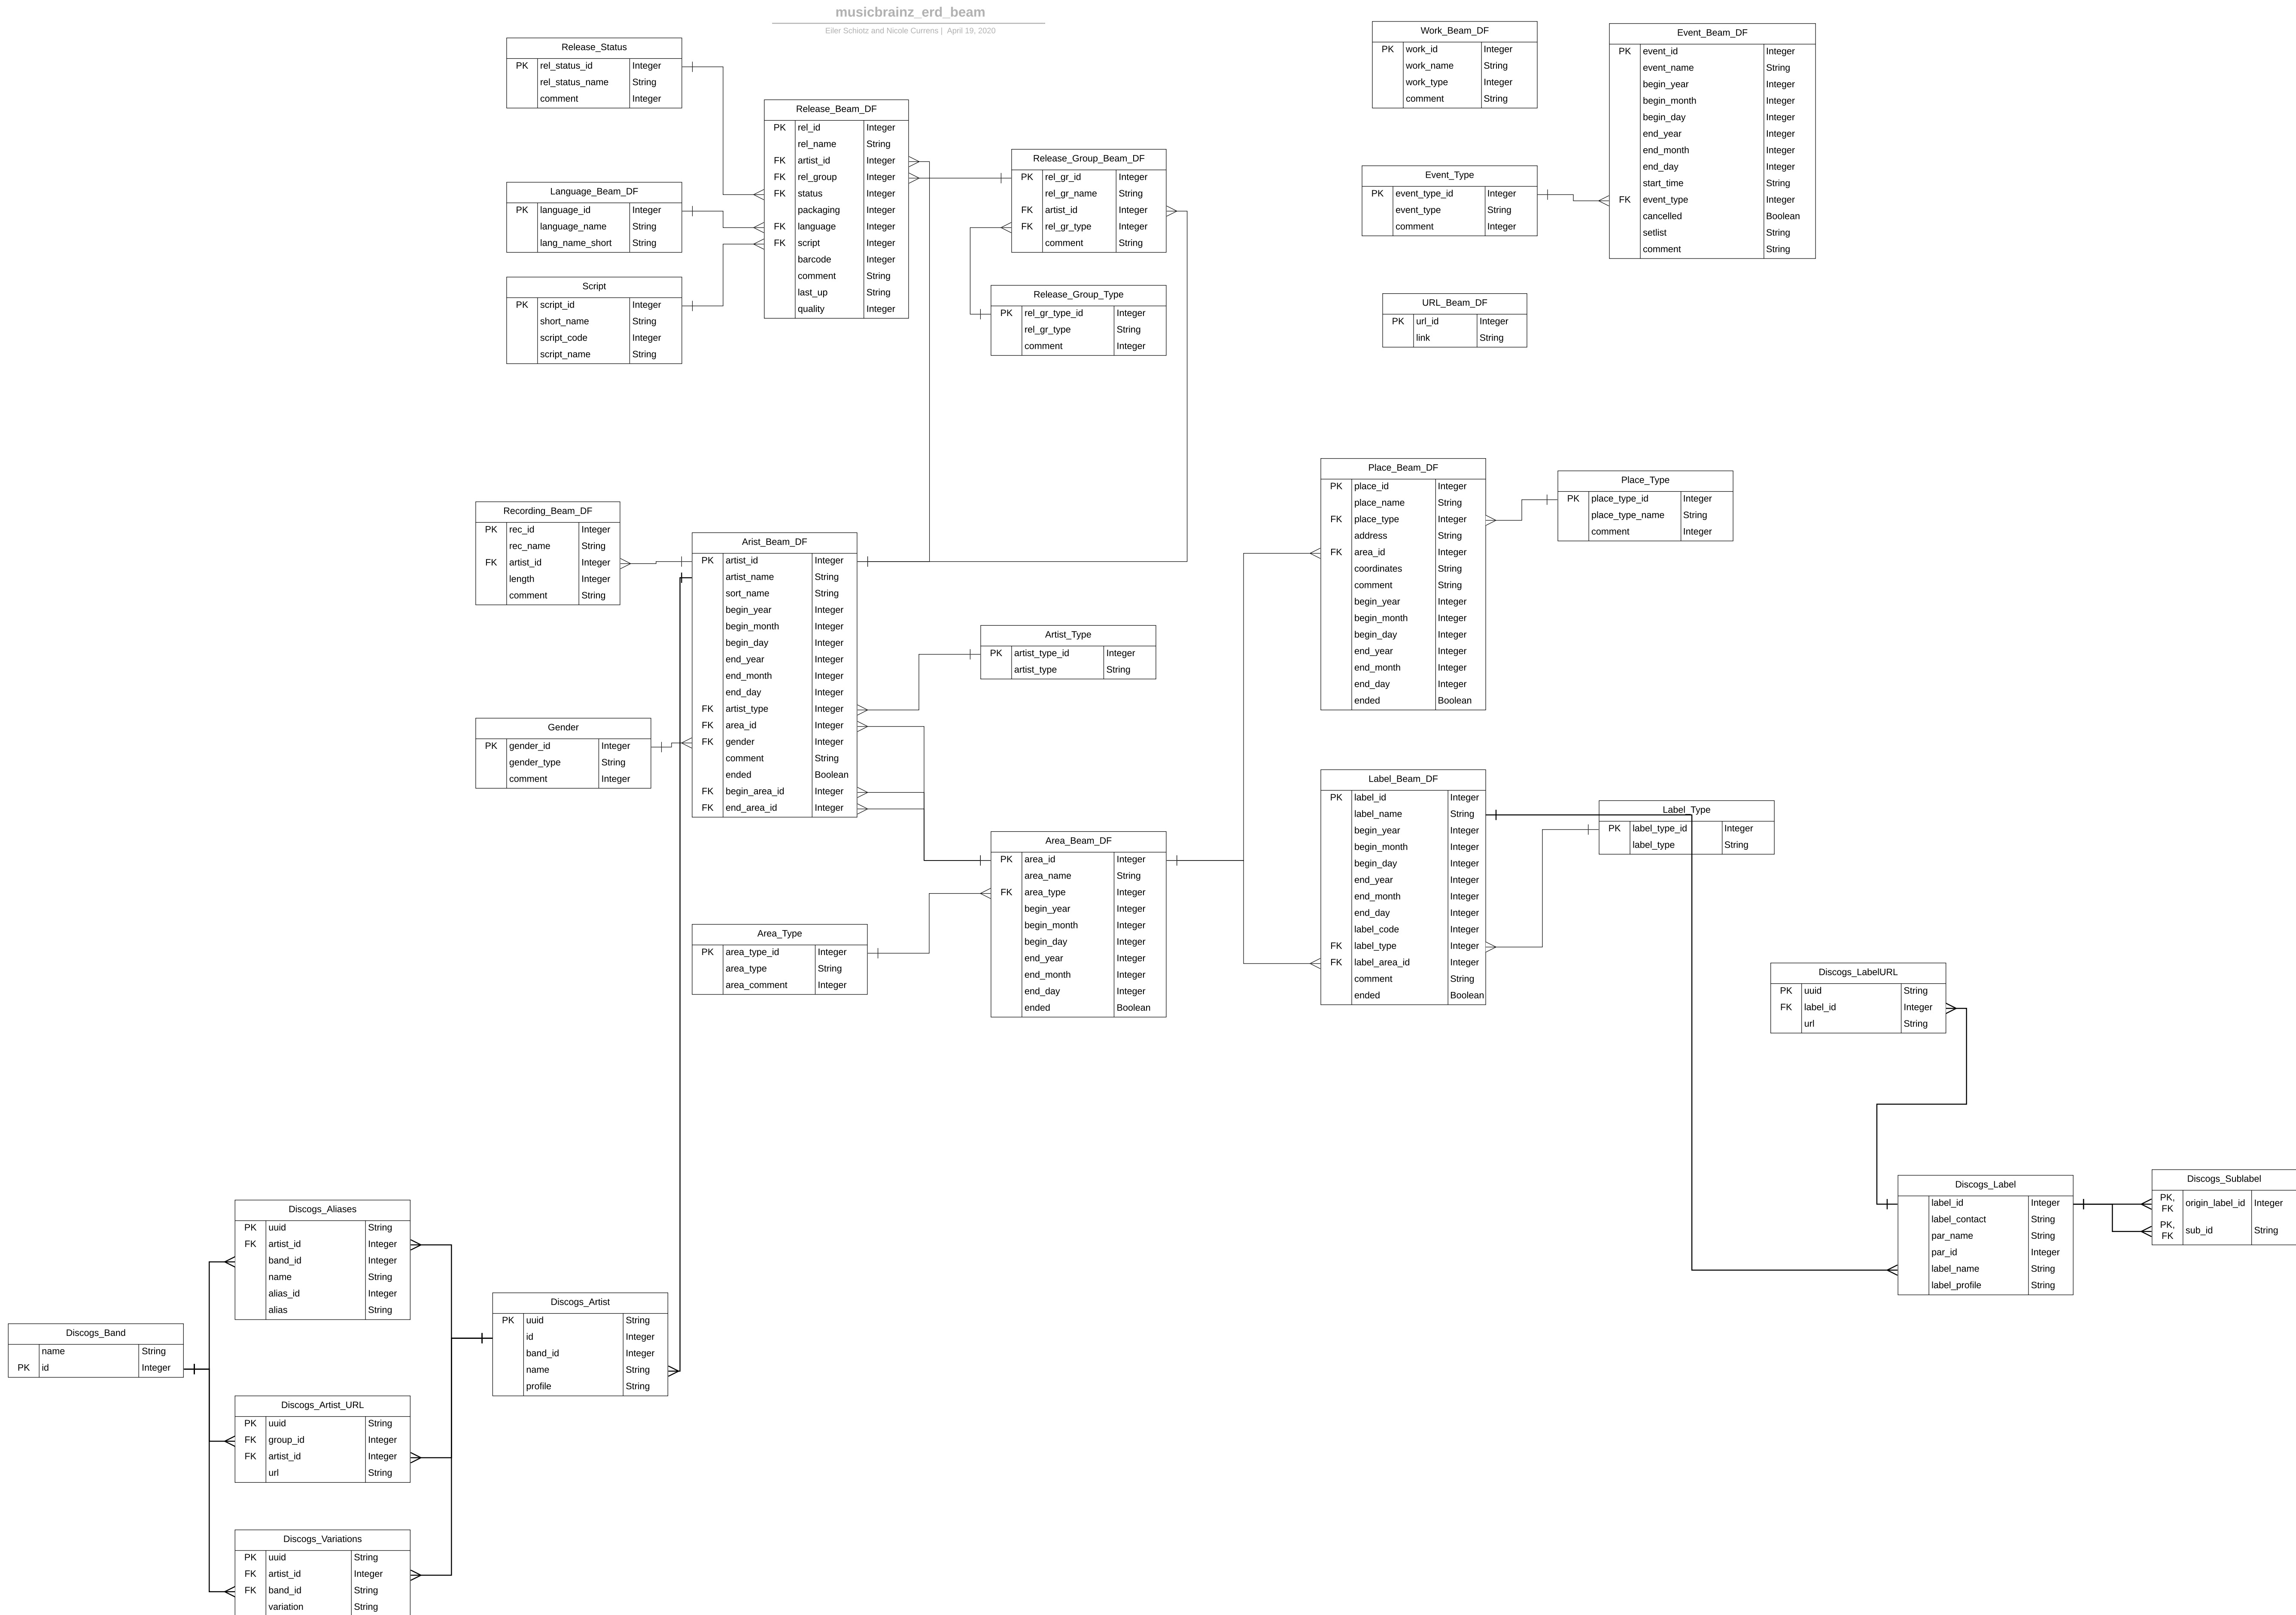 musicbrainz_erd_beam
Eiler Schiotz and Nicole Currens | April 19, 2020
Release_Status
PK rel_status_id Integer
rel_status_name String
comment Integer
Language_Beam_DF
PK language_id Integer
language_name String
lang_name_short String
Script
PK script_id Integer
short_name String
script_code Integer
script_name String
Release_Beam_DF
PK rel_id Integer
rel_name String
FK artist_id Integer
FK rel_group Integer
FK status Integer
packaging Integer
FK language Integer
FK script Integer
barcode Integer
comment String
last_up String
quality Integer
Release_Group_Beam_DF
PK rel_gr_id Integer
rel_gr_name String
FK artist_id Integer
FK rel_gr_type Integer
comment String
Release_Group_Type
PK rel_gr_type_id Integer
rel_gr_type String
comment Integer
Work_Beam_DF
PK work_id Integer
work_name String
work_type Integer
comment String
Event_Type
PK event_type_id Integer
event_type String
comment Integer
URL_Beam_DF
PK url_id Integer
link String
Event_Beam_DF
PK event_id Integer
event_name String
begin_year Integer
begin_month Integer
begin_day Integer
end_year Integer
end_month Integer
end_day Integer
start_time String
FK event_type Integer
cancelled Boolean
setlist String
comment String
Recording_Beam_DF
PK rec_id Integer
rec_name String
FK artist_id Integer
length Integer
comment String
Gender
PK gender_id Integer
gender_type String
comment Integer
Arist_Beam_DF
PK artist_id Integer
artist_name String
sort_name String
begin_year Integer
begin_month Integer
begin_day Integer
end_year Integer
end_month Integer
end_day Integer
FK artist_type Integer
FK area_id Integer
FK gender Integer
comment String
ended Boolean
FK begin_area_id Integer
FK end_area_id Integer
Artist_Type
PK artist_type_id Integer
artist_type String
Area_Type
PK area_type_id Integer
area_type String
area_comment Integer
Area_Beam_DF
PK area_id Integer
area_name String
FK area_type Integer
begin_year Integer
begin_month Integer
begin_day Integer
end_year Integer
end_month Integer
end_day Integer
ended Boolean
Place_Beam_DF
PK place_id Integer
place_name String
FK place_type Integer
address String
FK area_id Integer
coordinates String
comment String
begin_year Integer
begin_month Integer
begin_day Integer
end_year Integer
end_month Integer
end_day Integer
ended Boolean
Place_Type
PK place_type_id Integer
place_type_name String
comment Integer
Label_Beam_DF
PK label_id Integer
label_name String
begin_year Integer
begin_month Integer
begin_day Integer
end_year Integer
end_month Integer
end_day Integer
label_code Integer
FK label_type Integer
FK label_area_id Integer
comment String
ended Boolean
Label_Type
PK label_type_id Integer
label_type String
Discogs_LabelURL
PK uuid String
FK label_id Integer
url String
Discogs_Label
label_id Integer
label_contact String
par_name String
par_id Integer
label_name String
label_profile String
Discogs_Sublabel
PK, FK origin_label_id Integer
PK, FK sub_id String
Discogs_Band
name String
PK id Integer
Discogs_Aliases
PK uuid String
FK artist_id Integer
band_id Integer
name String
alias_id Integer
alias String
Discogs_Artist_URL
PK uuid String
FK group_id Integer
FK artist_id Integer
url String
Discogs_Variations
PK uuid String
FK artist_id Integer
FK band_id String
variation String
Discogs_Artist
PK uuid String
id Integer
band_id Integer
name String
profile String